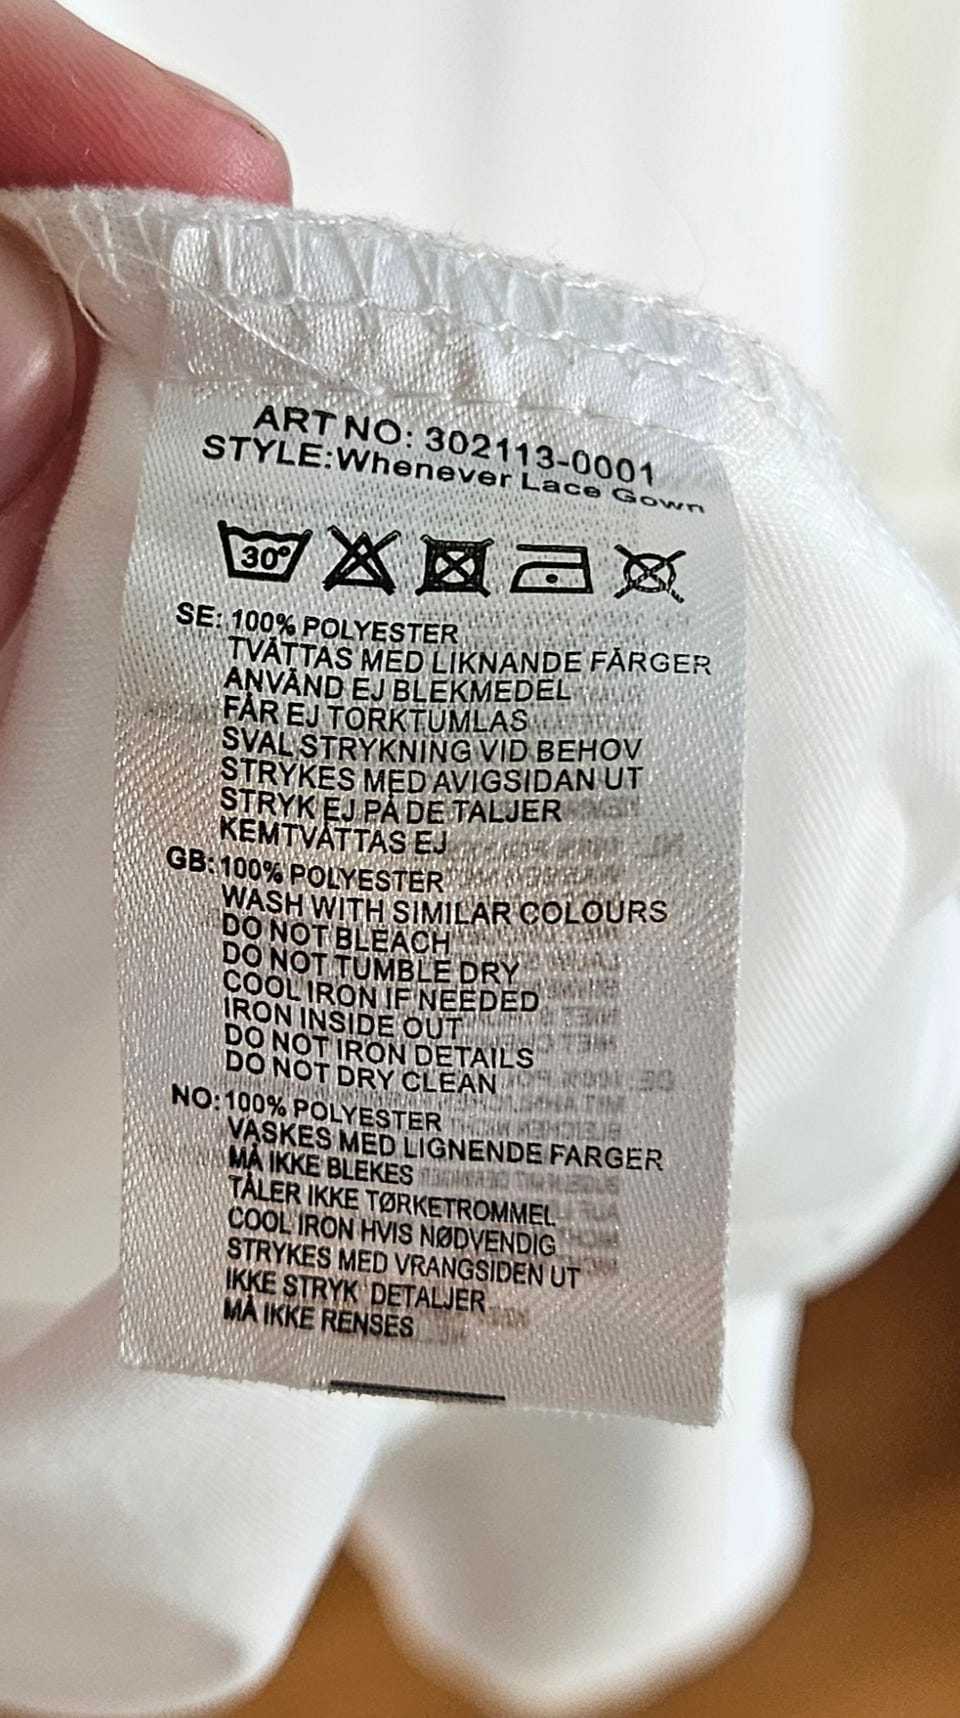 ART NO: 302113-0001
STYLE:Whenever Lace Gown
30°
SE: 100% POLYESTER
TVÄTTAS MED LIKNANDE FÄRGER
ANVÄND EJ BLEKMEDEL
FÅR EJ TORKTUMLAS
SVAL STRYKNING VID BEHOV
STRYKES MED AVIGSIDAN UT
STRYK EJ PÅ DE TALJER
KEMTVÄTTAS EJ
GB: 100% POLYESTER
WASH WITH SIMILAR COLOURS
DO NOT BLEACH
DO NOT TUMBLE DRY
COOL IRON IF NEEDED
IRON INSIDE OUT
DO NOT IRON DETAILS
DO NOT DRY CLEAN
NO: 100% POLYESTER
VASKES MED LIGNENDE FARGER
MÅ IKKE BLEKES
TÅLER IKKE TØRKETROMMEL
COOL IRON HVIS NØDVENDIG
STRYKES MED VRANGSIDEN UT
IKKE STRYK DETALJER
MÅ IKKE RENSES